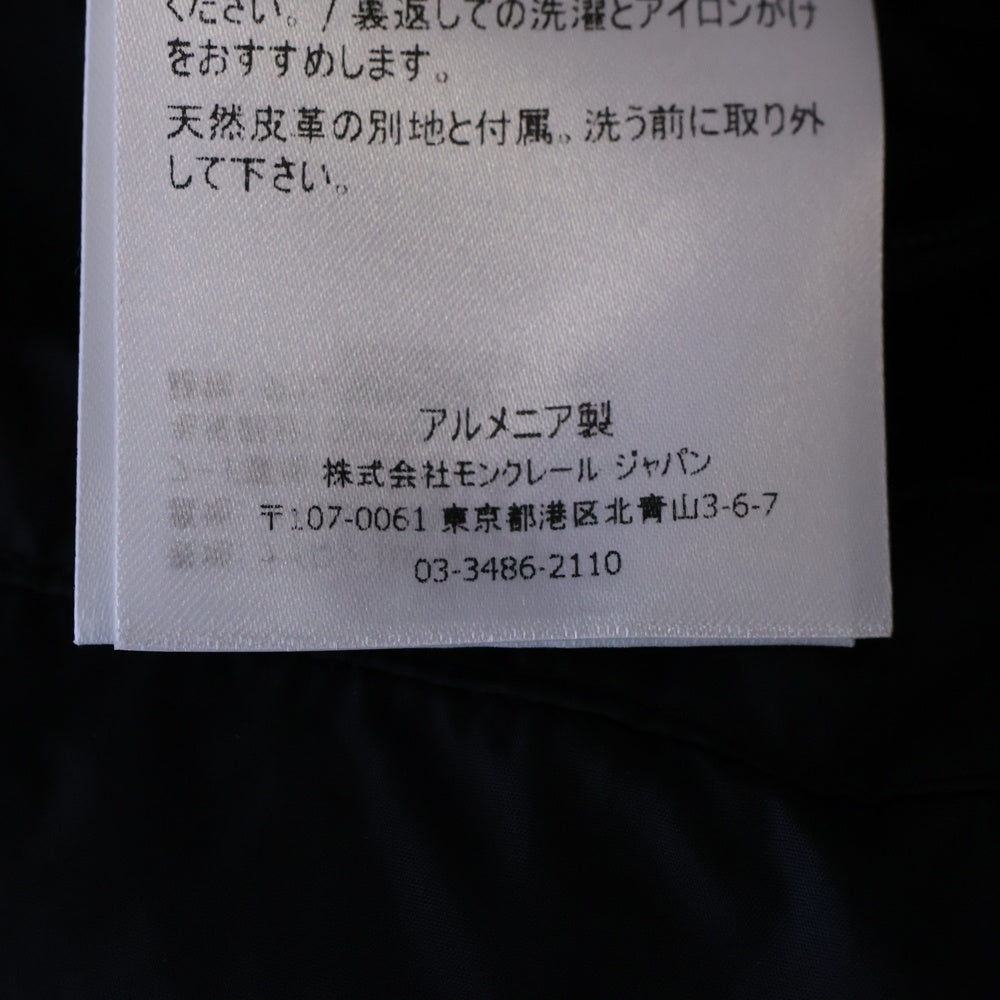 ください。/ 裏返しての洗濯とアイロンがけ
をおすすめします。
天然皮革の別地と付属。洗う前に取り外
して下さい。
アルメニア製
株式会社モンクレール ジャパン
〒107-0061 東京都港区北青山3-6-7
03-3486-2110